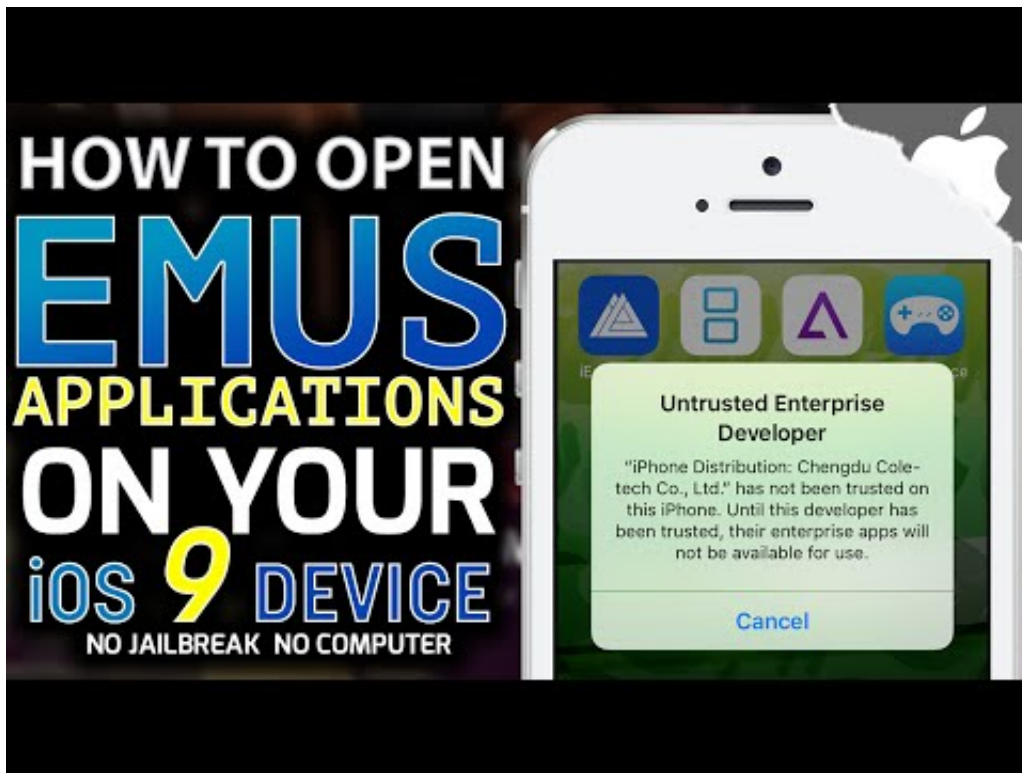 HOW TO OPEN
EMUS
APPLICATIONS
ON YOUR
iOS 9 DEVICE
NO JAILBREAK NO COMPUTER
iE
ce
Untrusted Enterprise
Developer
"iPhone Distribution: Chengdu Cole-
tech Co., Ltd." has not been trusted on
this iPhone. Until this developer has
been trusted, their enterprise apps will
not be available for use.
Cancel